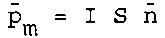 p̄ₘ = I S n̄